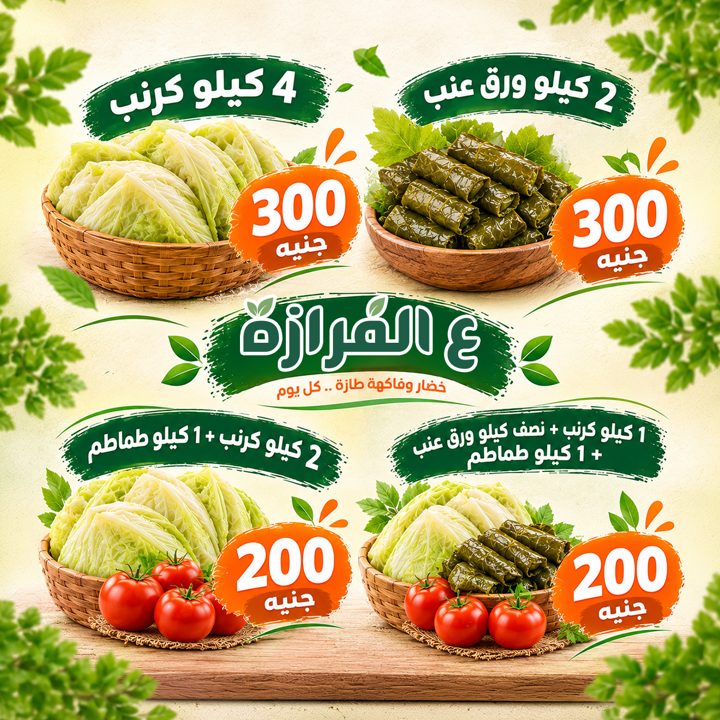 4 كيلو كرنب
300
جنيه
2 كيلو ورق عنب
300
جنيه
ع الفرازة
خضار وفاكهة طازة .. كل يوم
2 كيلو كرنب + 1 كيلو طماطم
200
جنيه
1 كيلو كرنب + نصف كيلو ورق عنب
+ 1 كيلو طماطم
200
جنيه